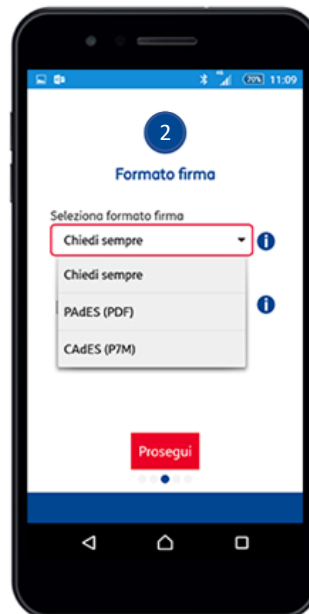 70% 11:09
2
Formato firma
Seleziona formato firma
Chiedi sempre
Chiedi sempre
PAdES (PDF)
CAdES (P7M)
Prosegui